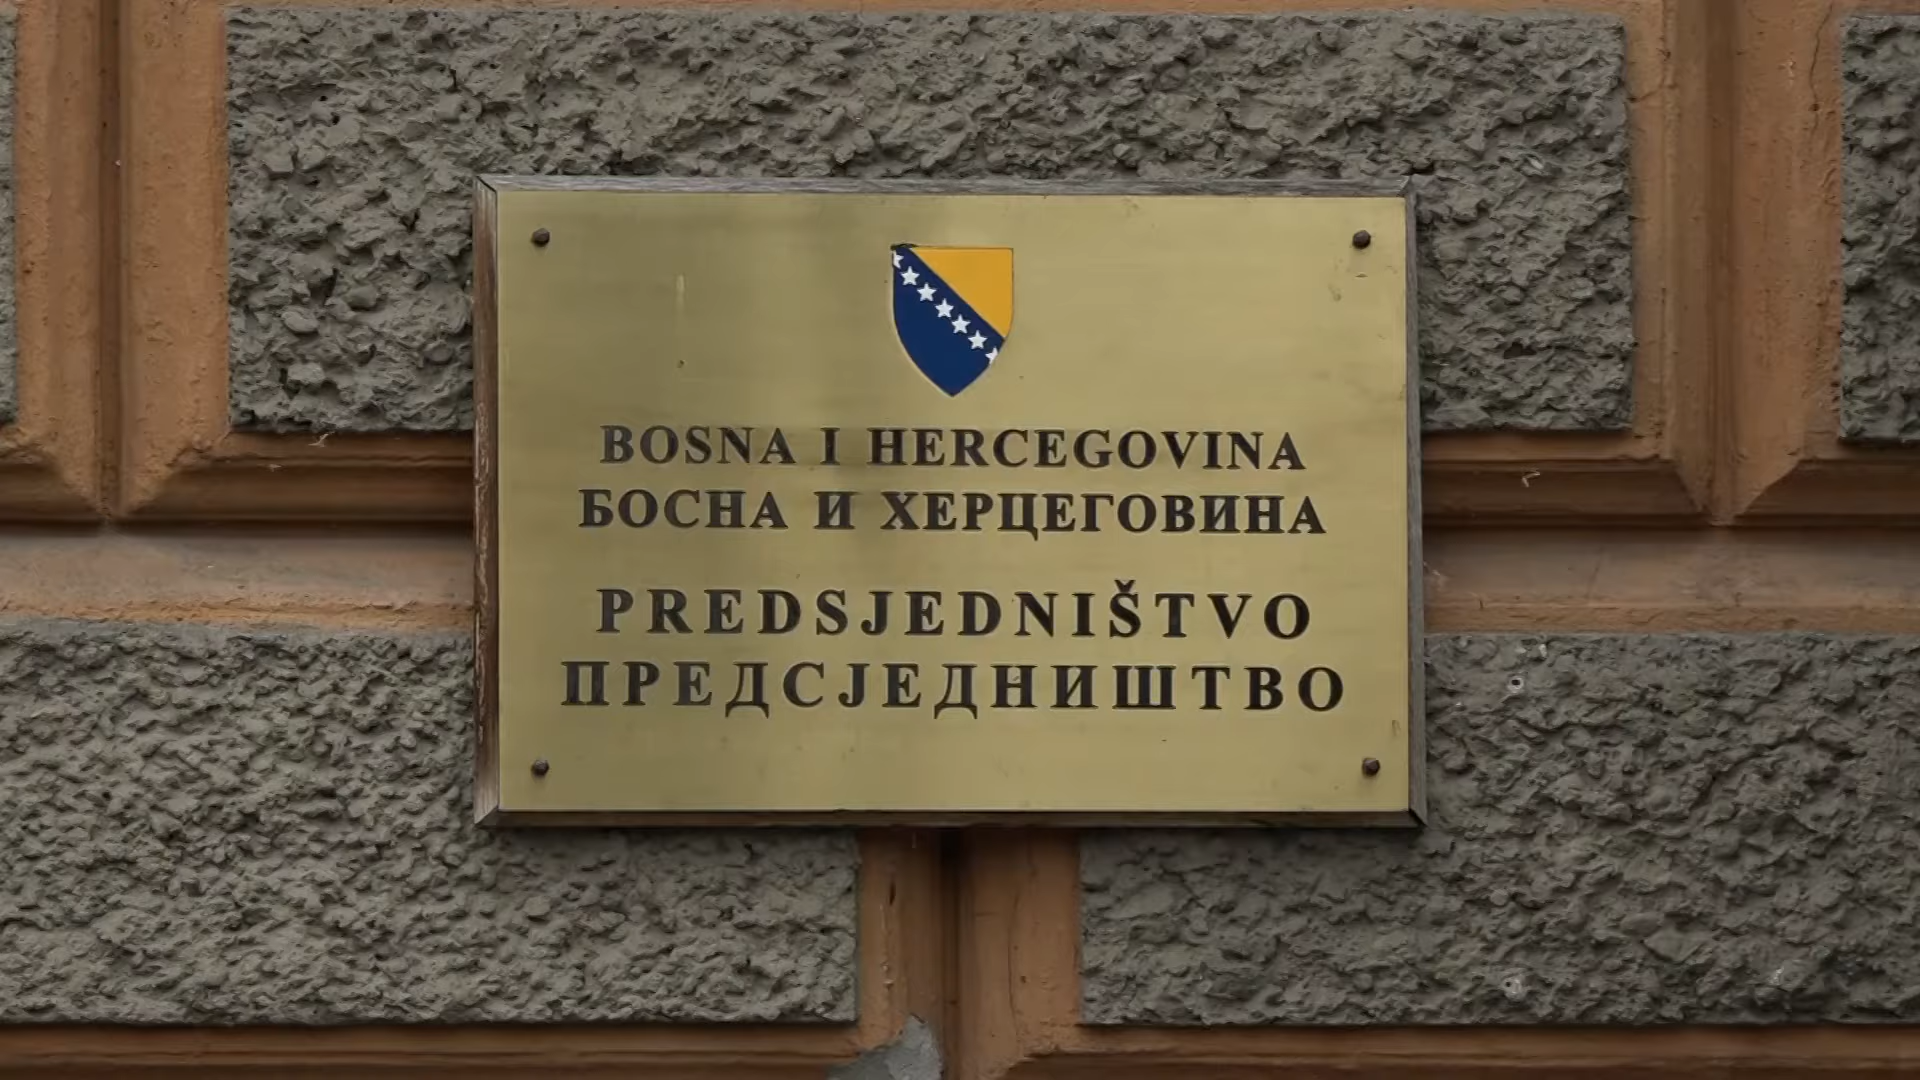 BOSNA I HERCEGOVINA
БОСНА И ХЕРЦЕГОВИНА
PREDSJEDNIŠTVO
ПРЕДСЈЕДНИШТВО